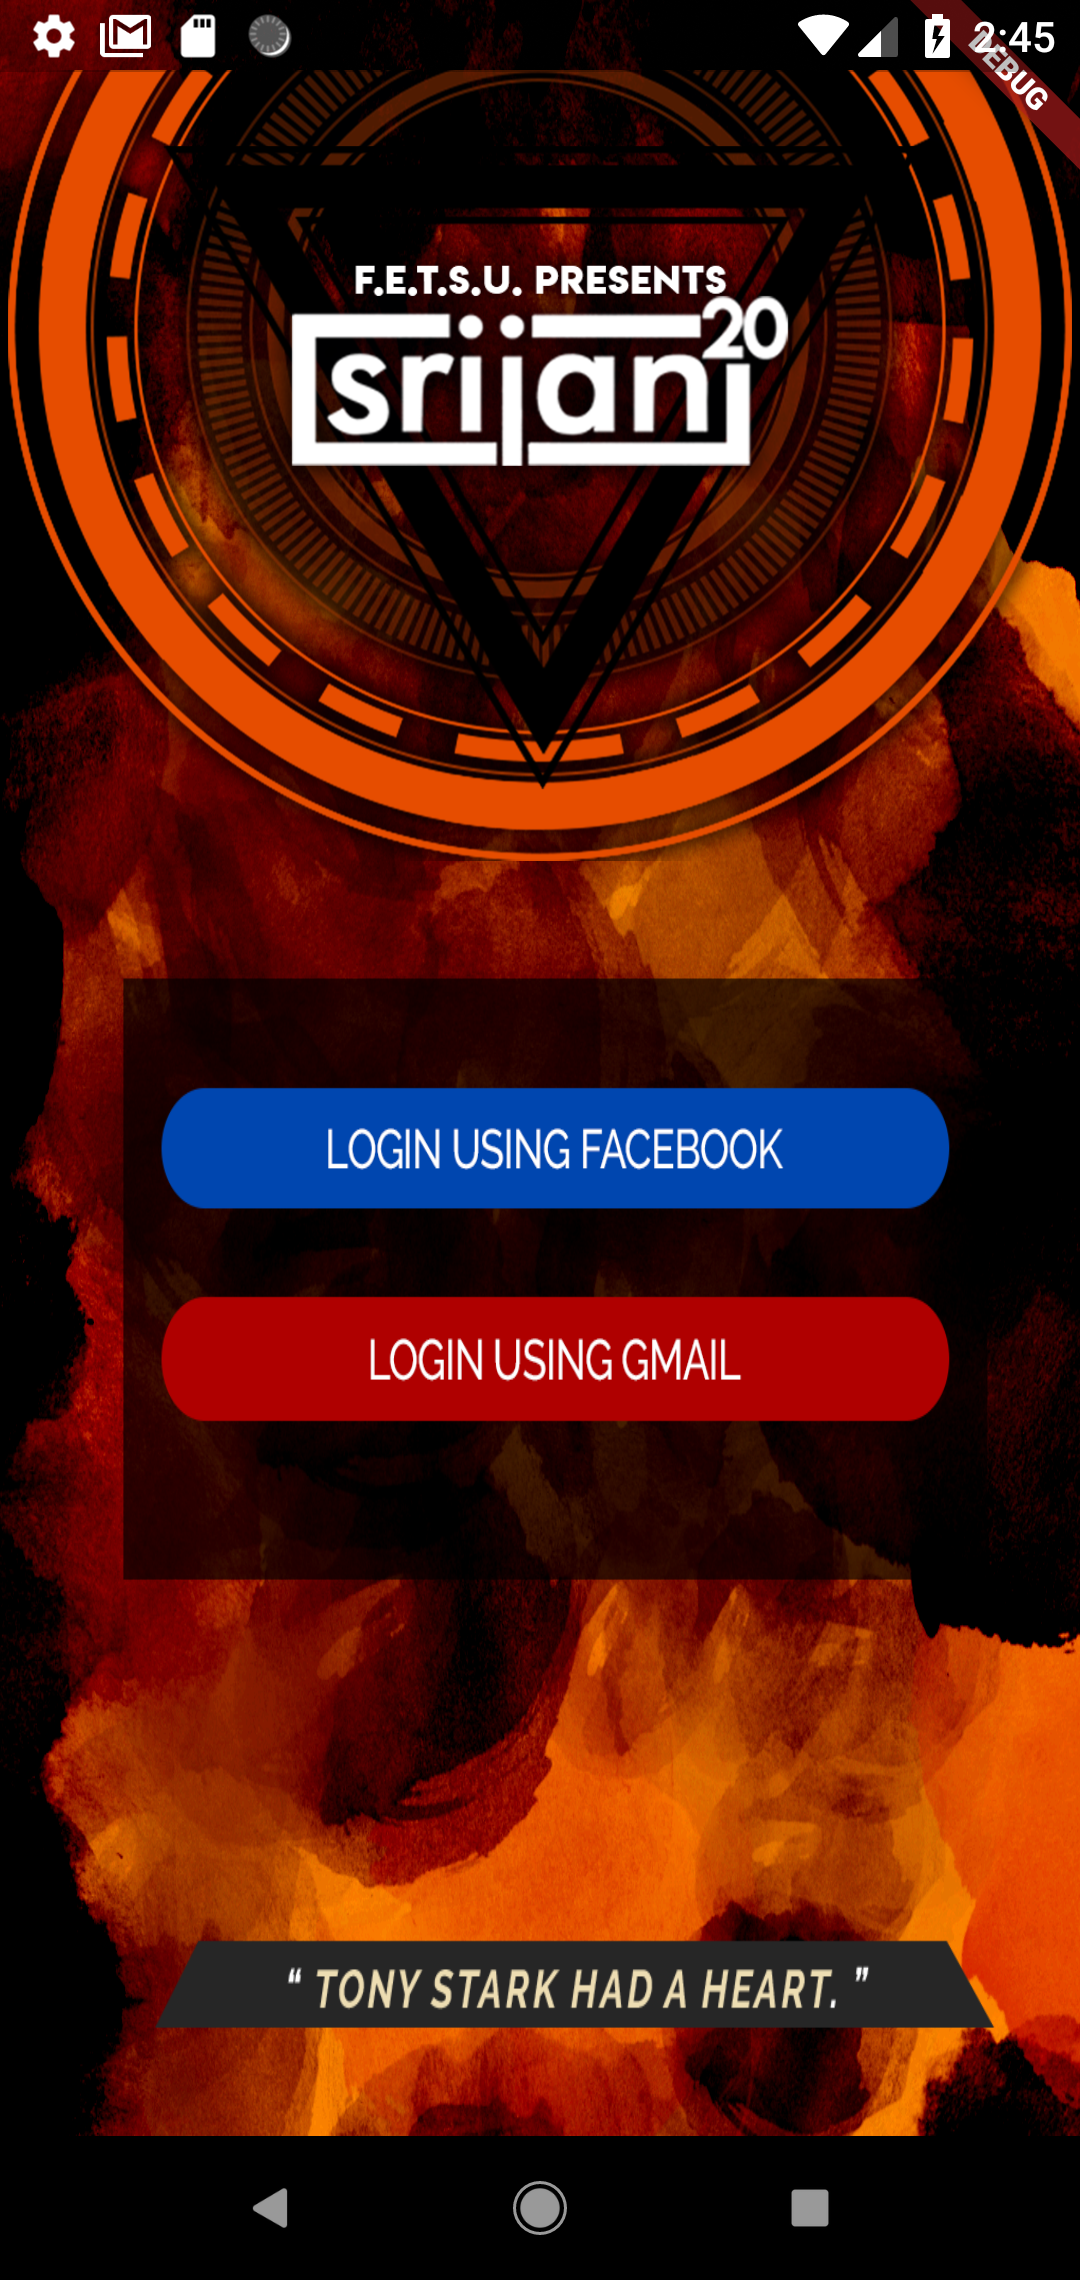 2:45
DEBUG
F.E.T.S.U. PRESENTS
srijan 20
LOGIN USING FACEBOOK
LOGIN USING GMAIL
“ TONY STARK HAD A HEART. ”